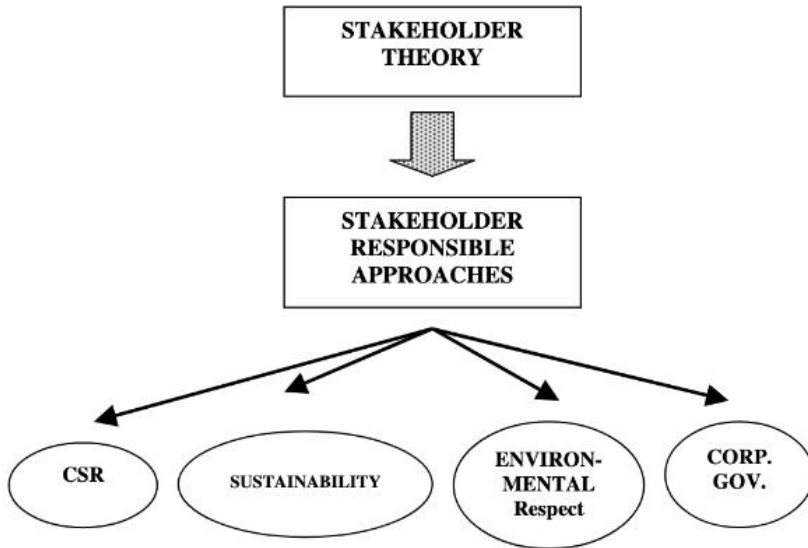 STAKEHOLDER
THEORY
STAKEHOLDER
RESPONSIBLE
APPROACHES
CSR
SUSTAINABILITY
ENVIRON-
MENTAL
Respect
CORP.
GOV.